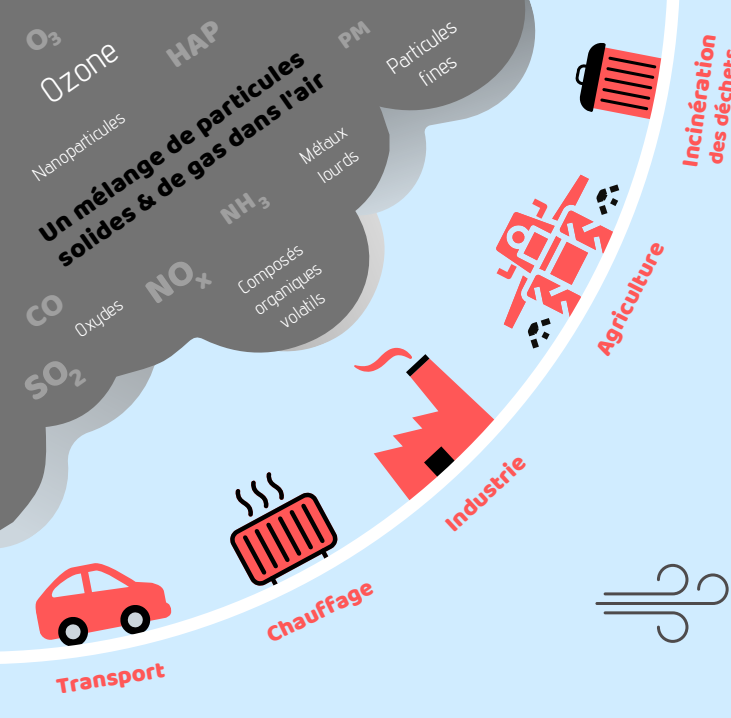 O₃
Ozone
HAP
PM
Particules
fines
Nanoparticules
Un mélange de particules
solides & de gas dans l'air
Métaux
lourds
NH₃
NOₓ
Composés
organiques
volatils
CO
Oxydes
SO₂
Incinération
des déchets
Agriculture
Industrie
Chauffage
Transport